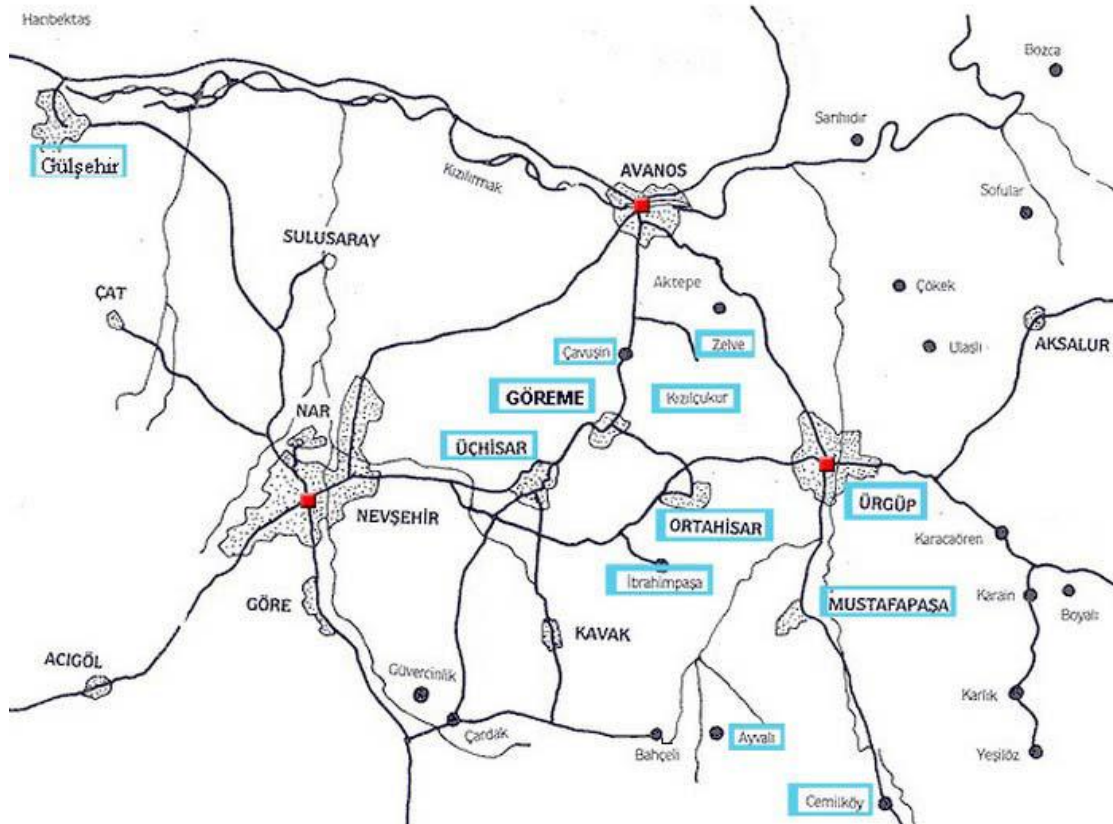 Hacıbektaş
Bozca
Sarıhıdır
Gülşehir
AVANOS
Kızılırmak
Sofular
SULUSARAY
Aktepe
Çökek
ÇAT
Çavuşin
Zelve
Ulaşlı
AKSALUR
GÖREME
Kızılçukur
NAR
ÜÇHİSAR
NEVŞEHİR
ORTAHİSAR
ÜRGÜP
Karacaören
İbrahimpaşa
GÖRE
MUSTAFAPAŞA
Karain
Boyalı
KAVAK
ACIGÖL
Güvercinlik
Karlık
Çardak
Bahçeli
Ayvalı
Yeşilöz
Cemilköy